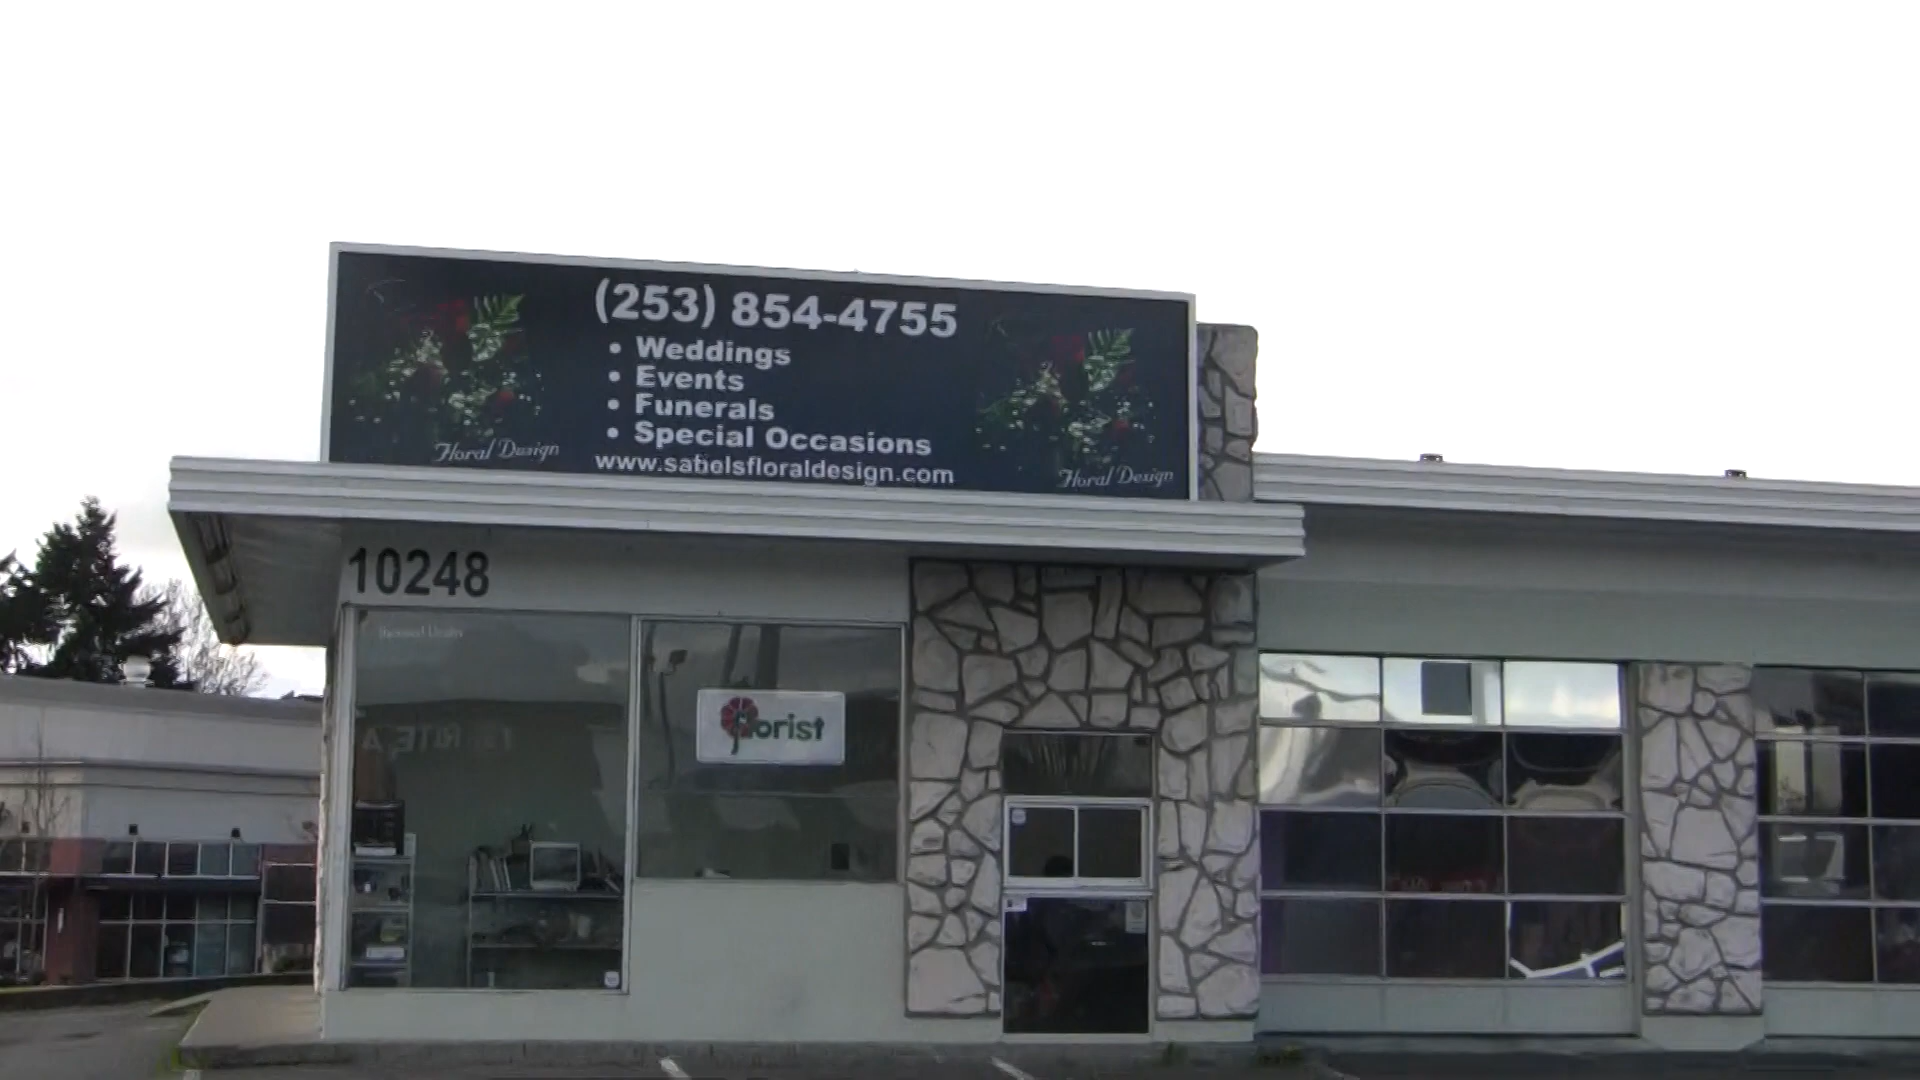 (253) 854-4755
• Weddings
• Events
• Funerals
• Special Occasions
www.sabelsfloraldesign.com
Floral Design
Floral Design
10248
florist